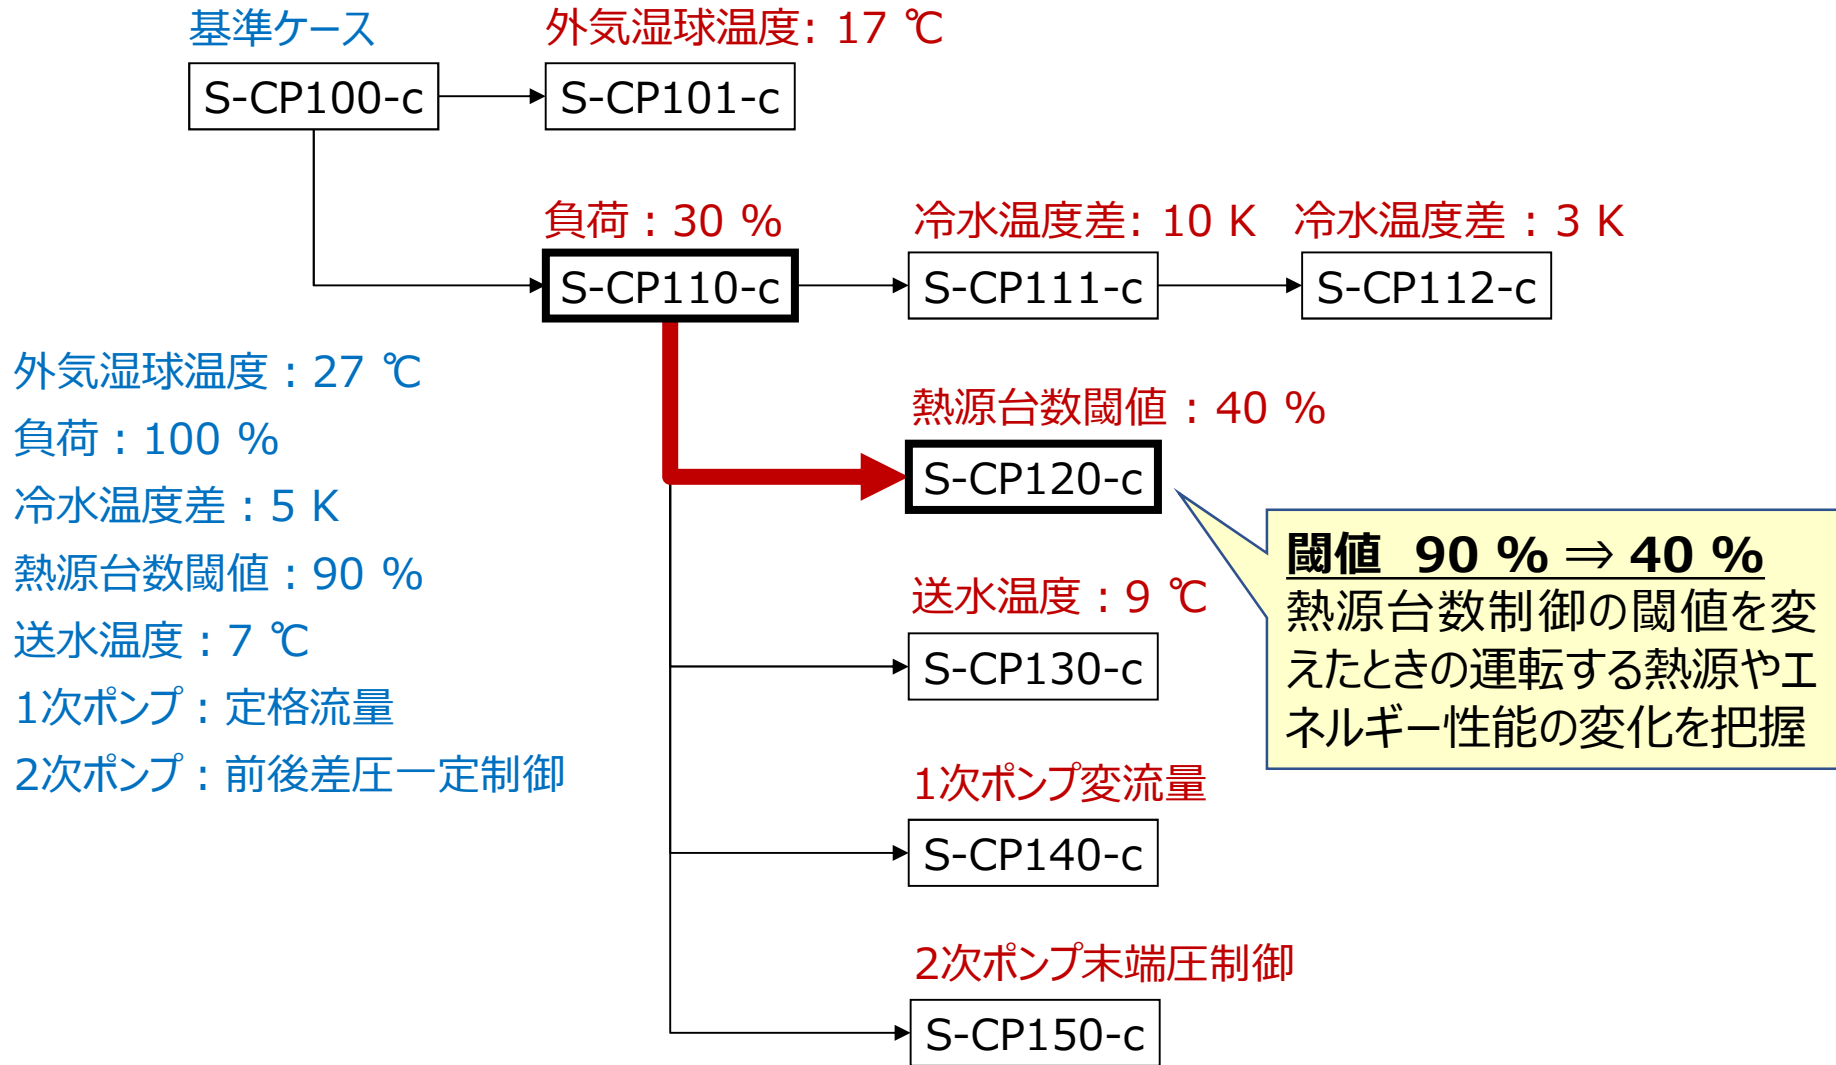 基準ケース
外気湿球温度: 17 ℃
S-CP100-c
S-CP101-c
負荷：30 %
冷水温度差: 10 K
冷水温度差：3 K
S-CP110-c
S-CP111-c
S-CP112-c
外気湿球温度：27 ℃
負荷：100 %
冷水温度差：5 K
熱源台数閾値：90 %
送水温度：7 ℃
1次ポンプ：定格流量
2次ポンプ：前後差圧一定制御
熱源台数閾値：40 %
S-CP120-c
閾値 90 % ⇒ 40 %
熱源台数制御の閾値を変
えたときの運転する熱源やエ
ネルギー性能の変化を把握
送水温度：9 ℃
S-CP130-c
1次ポンプ変流量
S-CP140-c
2次ポンプ末端圧制御
S-CP150-c